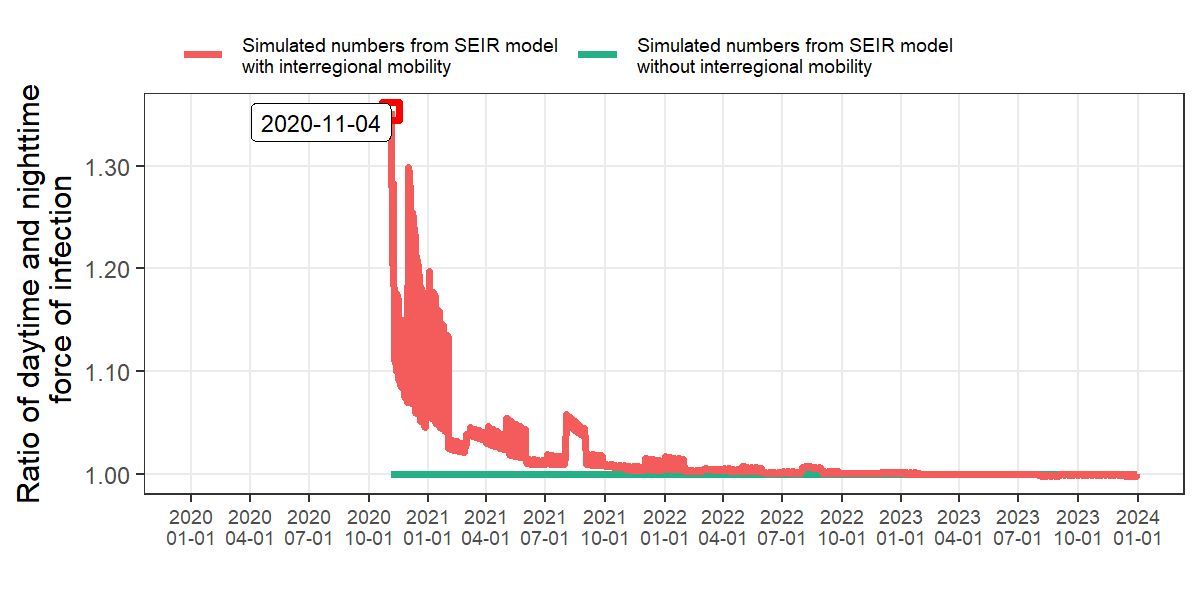 Simulated numbers from SEIR model
with interregional mobility
Simulated numbers from SEIR model
without interregional mobility
Ratio of daytime and nighttime
force of infection
2020-11-04
1.30
1.20
1.10
1.00
2020 2020 2020 2020 2021 2021 2021 2021 2022 2022 2022 2022 2023 2023 2023 2023 2024
01-01 04-01 07-01 10-01 01-01 04-01 07-01 10-01 01-01 04-01 07-01 10-01 01-01 04-01 07-01 10-01 01-01